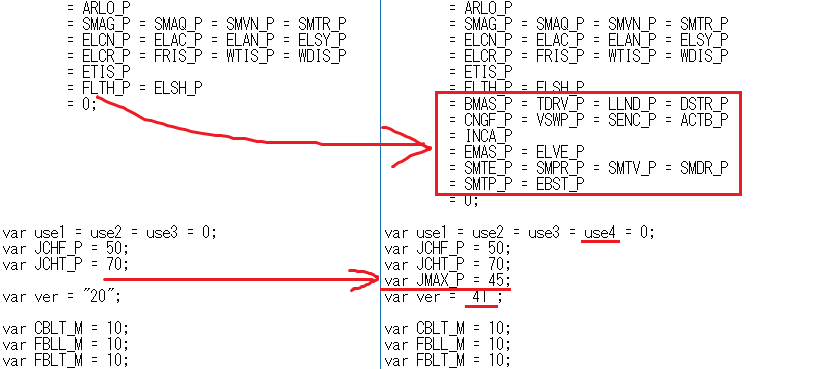 = ARLO_P
= SMAG_P = SMAQ_P = SMVN_P = SMTR_P
= ELCN_P = ELAC_P = ELAN_P = ELSY_P
= ELCR_P = FRIS_P = WTIS_P = WDIS_P
= ETIS_P
= FLTH_P = ELSH_P
= 0;
var use1 = use2 = use3 = 0;
var JCHF_P = 50;
var JCHT_P = 70;
var ver = "20";
var CBLT_M = 10;
var FBLL_M = 10;
var FBLT_M = 10;
= ARLO_P
= SMAG_P = SMAQ_P = SMVN_P = SMTR_P
= ELCN_P = ELAC_P = ELAN_P = ELSY_P
= ELCR_P = FRIS_P = WTIS_P = WDIS_P
= ETIS_P
= FLTH_P = ELSH_P
= BMAS_P = TDRV_P = LLND_P = DSTR_P
= CNGF_P = VSWP_P = SENC_P = ACTB_P
= INCA_P
= EMAS_P = ELVE_P
= SMTE_P = SMPR_P = SMTV_P = SMDR_P
= SMTP_P = EBST_P
= 0;
var use1 = use2 = use3 = use4 = 0;
var JCHF_P = 50;
var JCHT_P = 70;
var JMAX_P = 45;
var ver = 41 ;
var CBLT_M = 10;
var FBLL_M = 10;
var FBLT_M = 10;